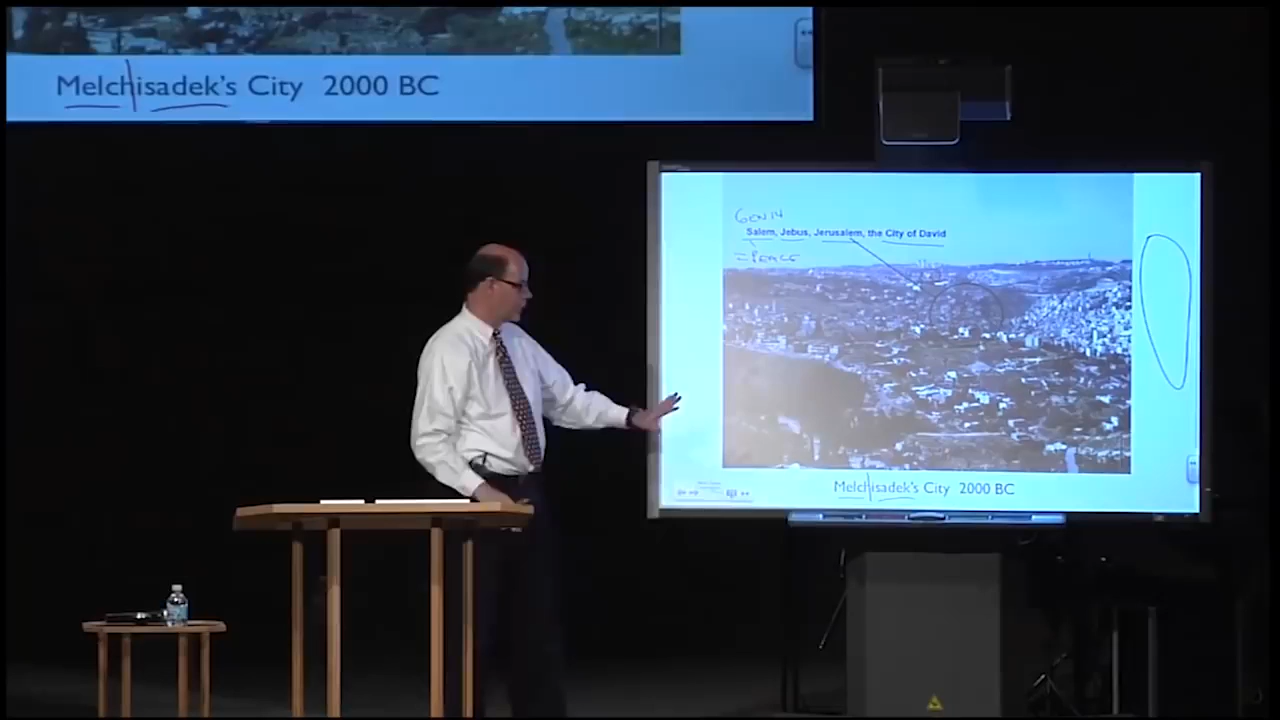 Melchisadek's City 2000 BC
GEN 14
Salem, Jebus, Jerusalem, the City of David
= PEACE
Melchisadek's City 2000 BC